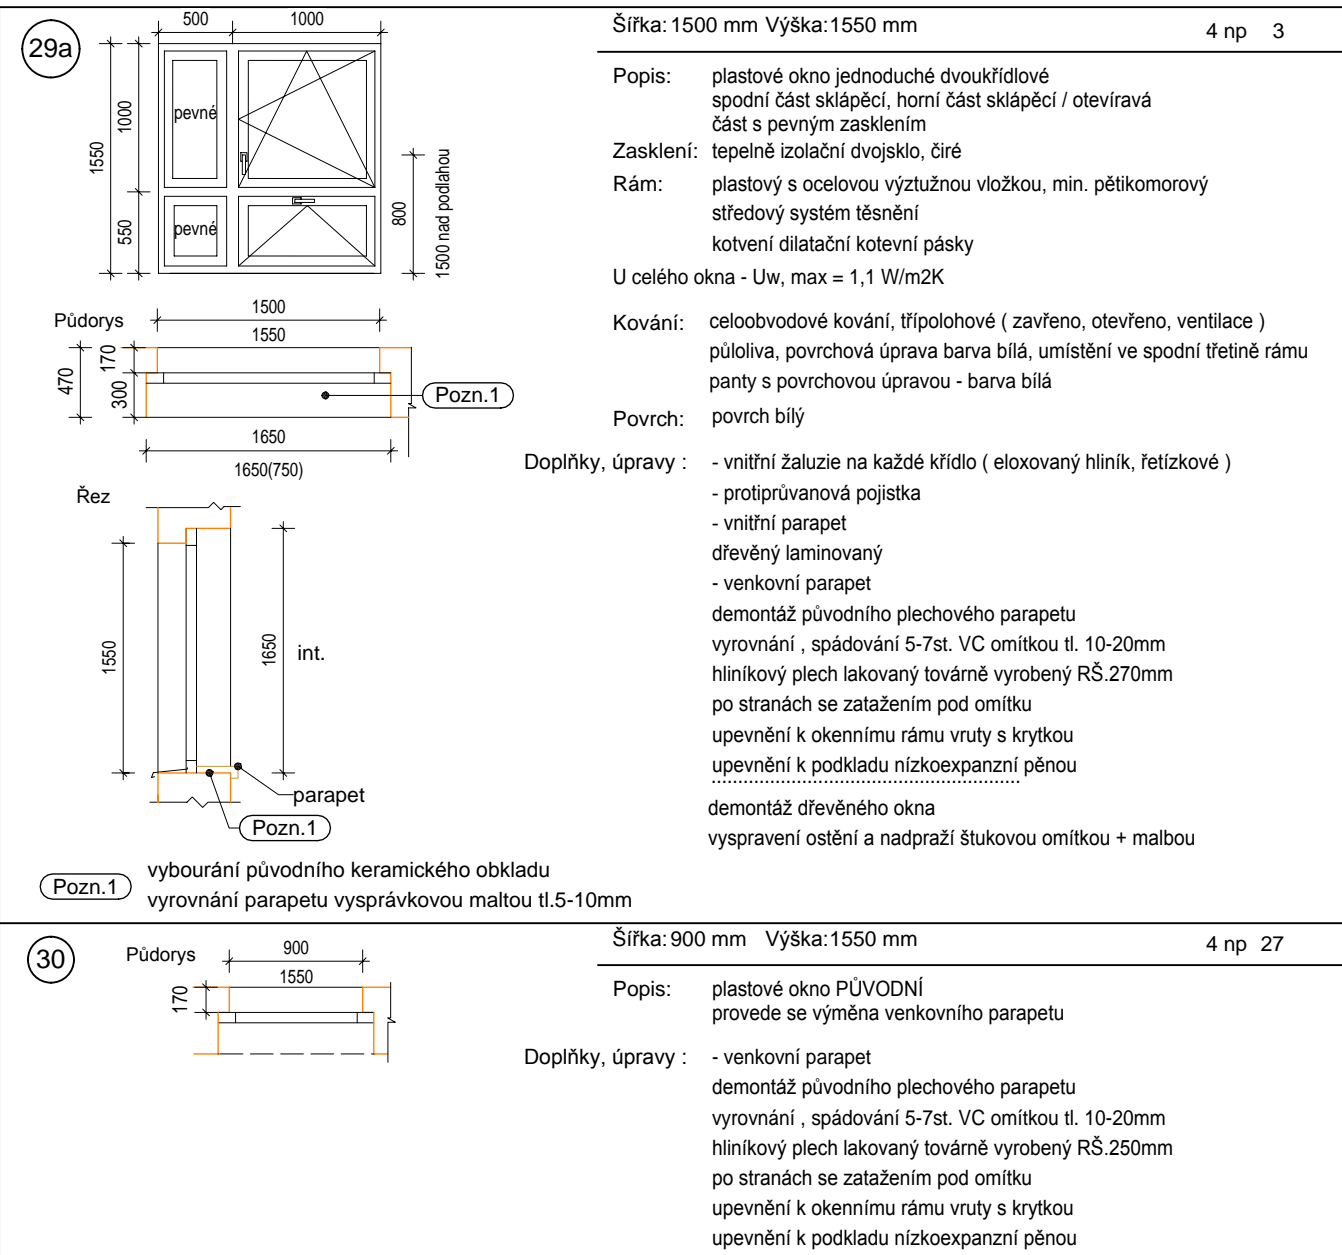 29a
500 1000
1550
1000
550
pevné
pevné
800
1500 nad podlahou
Půdorys
1500
1550
470
170
300
Pozn.1
1650
1650(750)
Řez
1550
1650
int.
parapet
Pozn.1
Pozn.1
vybourání původního keramického obkladu
vyrovnání parapetu vysprávkovou maltou tl.5-10mm
Šířka: 1500 mm Výška:1550 mm 4 np 3
Popis: plastové okno jednoduché dvoukřídlové
spodní část sklápěcí, horní část sklápěcí / otevíravá
část s pevným zasklením
Zasklení: tepelně izolační dvojsklo, čiré
Rám: plastový s ocelovou výztužnou vložkou, min. pětikomorový
středový systém těsnění
kotvení dilatační kotevní pásky
U celého okna - Uw, max = 1,1 W/m2K
Kování: celoobvodové kování, třípolohové ( zavřeno, otevřeno, ventilace )
půloliva, povrchová úprava barva bílá, umístění ve spodní třetině rámu
panty s povrchovou úpravou - barva bílá
Povrch: povrch bílý
Doplňky, úpravy : - vnitřní žaluzie na každé křídlo ( eloxovaný hliník, řetízkové )
- protiprůvanová pojistka
- vnitřní parapet
dřevěný laminovaný
- venkovní parapet
demontáž původního plechového parapetu
vyrovnání , spádování 5-7st. VC omítkou tl. 10-20mm
hliníkový plech lakovaný továrně vyrobený RŠ.270mm
po stranách se zatažením pod omítku
upevnění k okennímu rámu vruty s krytkou
upevnění k podkladu nízkoexpanzní pěnou
demontáž dřevěného okna
vyspravení ostění a nadpraží štukovou omítkou + malbou
30
Půdorys
900
1550
170
Šířka: 900 mm Výška:1550 mm 4 np 27
Popis: plastové okno PŮVODNÍ
provede se výměna venkovního parapetu
Doplňky, úpravy : - venkovní parapet
demontáž původního plechového parapetu
vyrovnání , spádování 5-7st. VC omítkou tl. 10-20mm
hliníkový plech lakovaný továrně vyrobený RŠ.250mm
po stranách se zatažením pod omítku
upevnění k okennímu rámu vruty s krytkou
upevnění k podkladu nízkoexpanzní pěnou